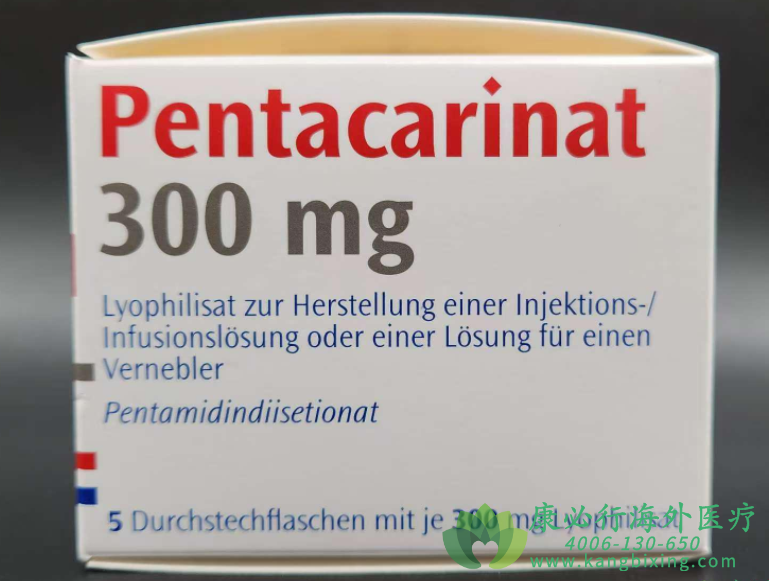 Pentacarinat
300 mg
Lyophilisat zur Herstellung einer Injektions-/
Infusionslösung oder einer Lösung für einen
Vernebler
Pentamidindiisetionat
5 Durchstechflaschen mit je 300 mg Lyophilisat
康必行海外医疗
4006-130-650
www.kangbixing.com